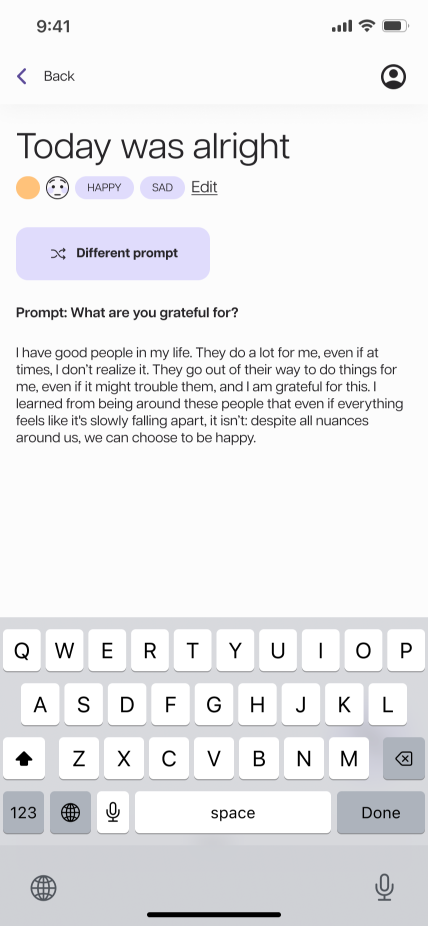 9:41
Back
Today was alright
HAPPY SAD Edit
Different prompt
Prompt: What are you grateful for?
I have good people in my life. They do a lot for me, even if at
times, I don't realize it. They go out of their way to do things for
me, even if it might trouble them, and I am grateful for this. I
learned from being around these people that even if everything
feels like it's slowly falling apart, it isn't: despite all nuances
around us, we can choose to be happy.
Q W E R T Y U I O P
A S D F G H J K L
Z X C V B N M
123 space Done